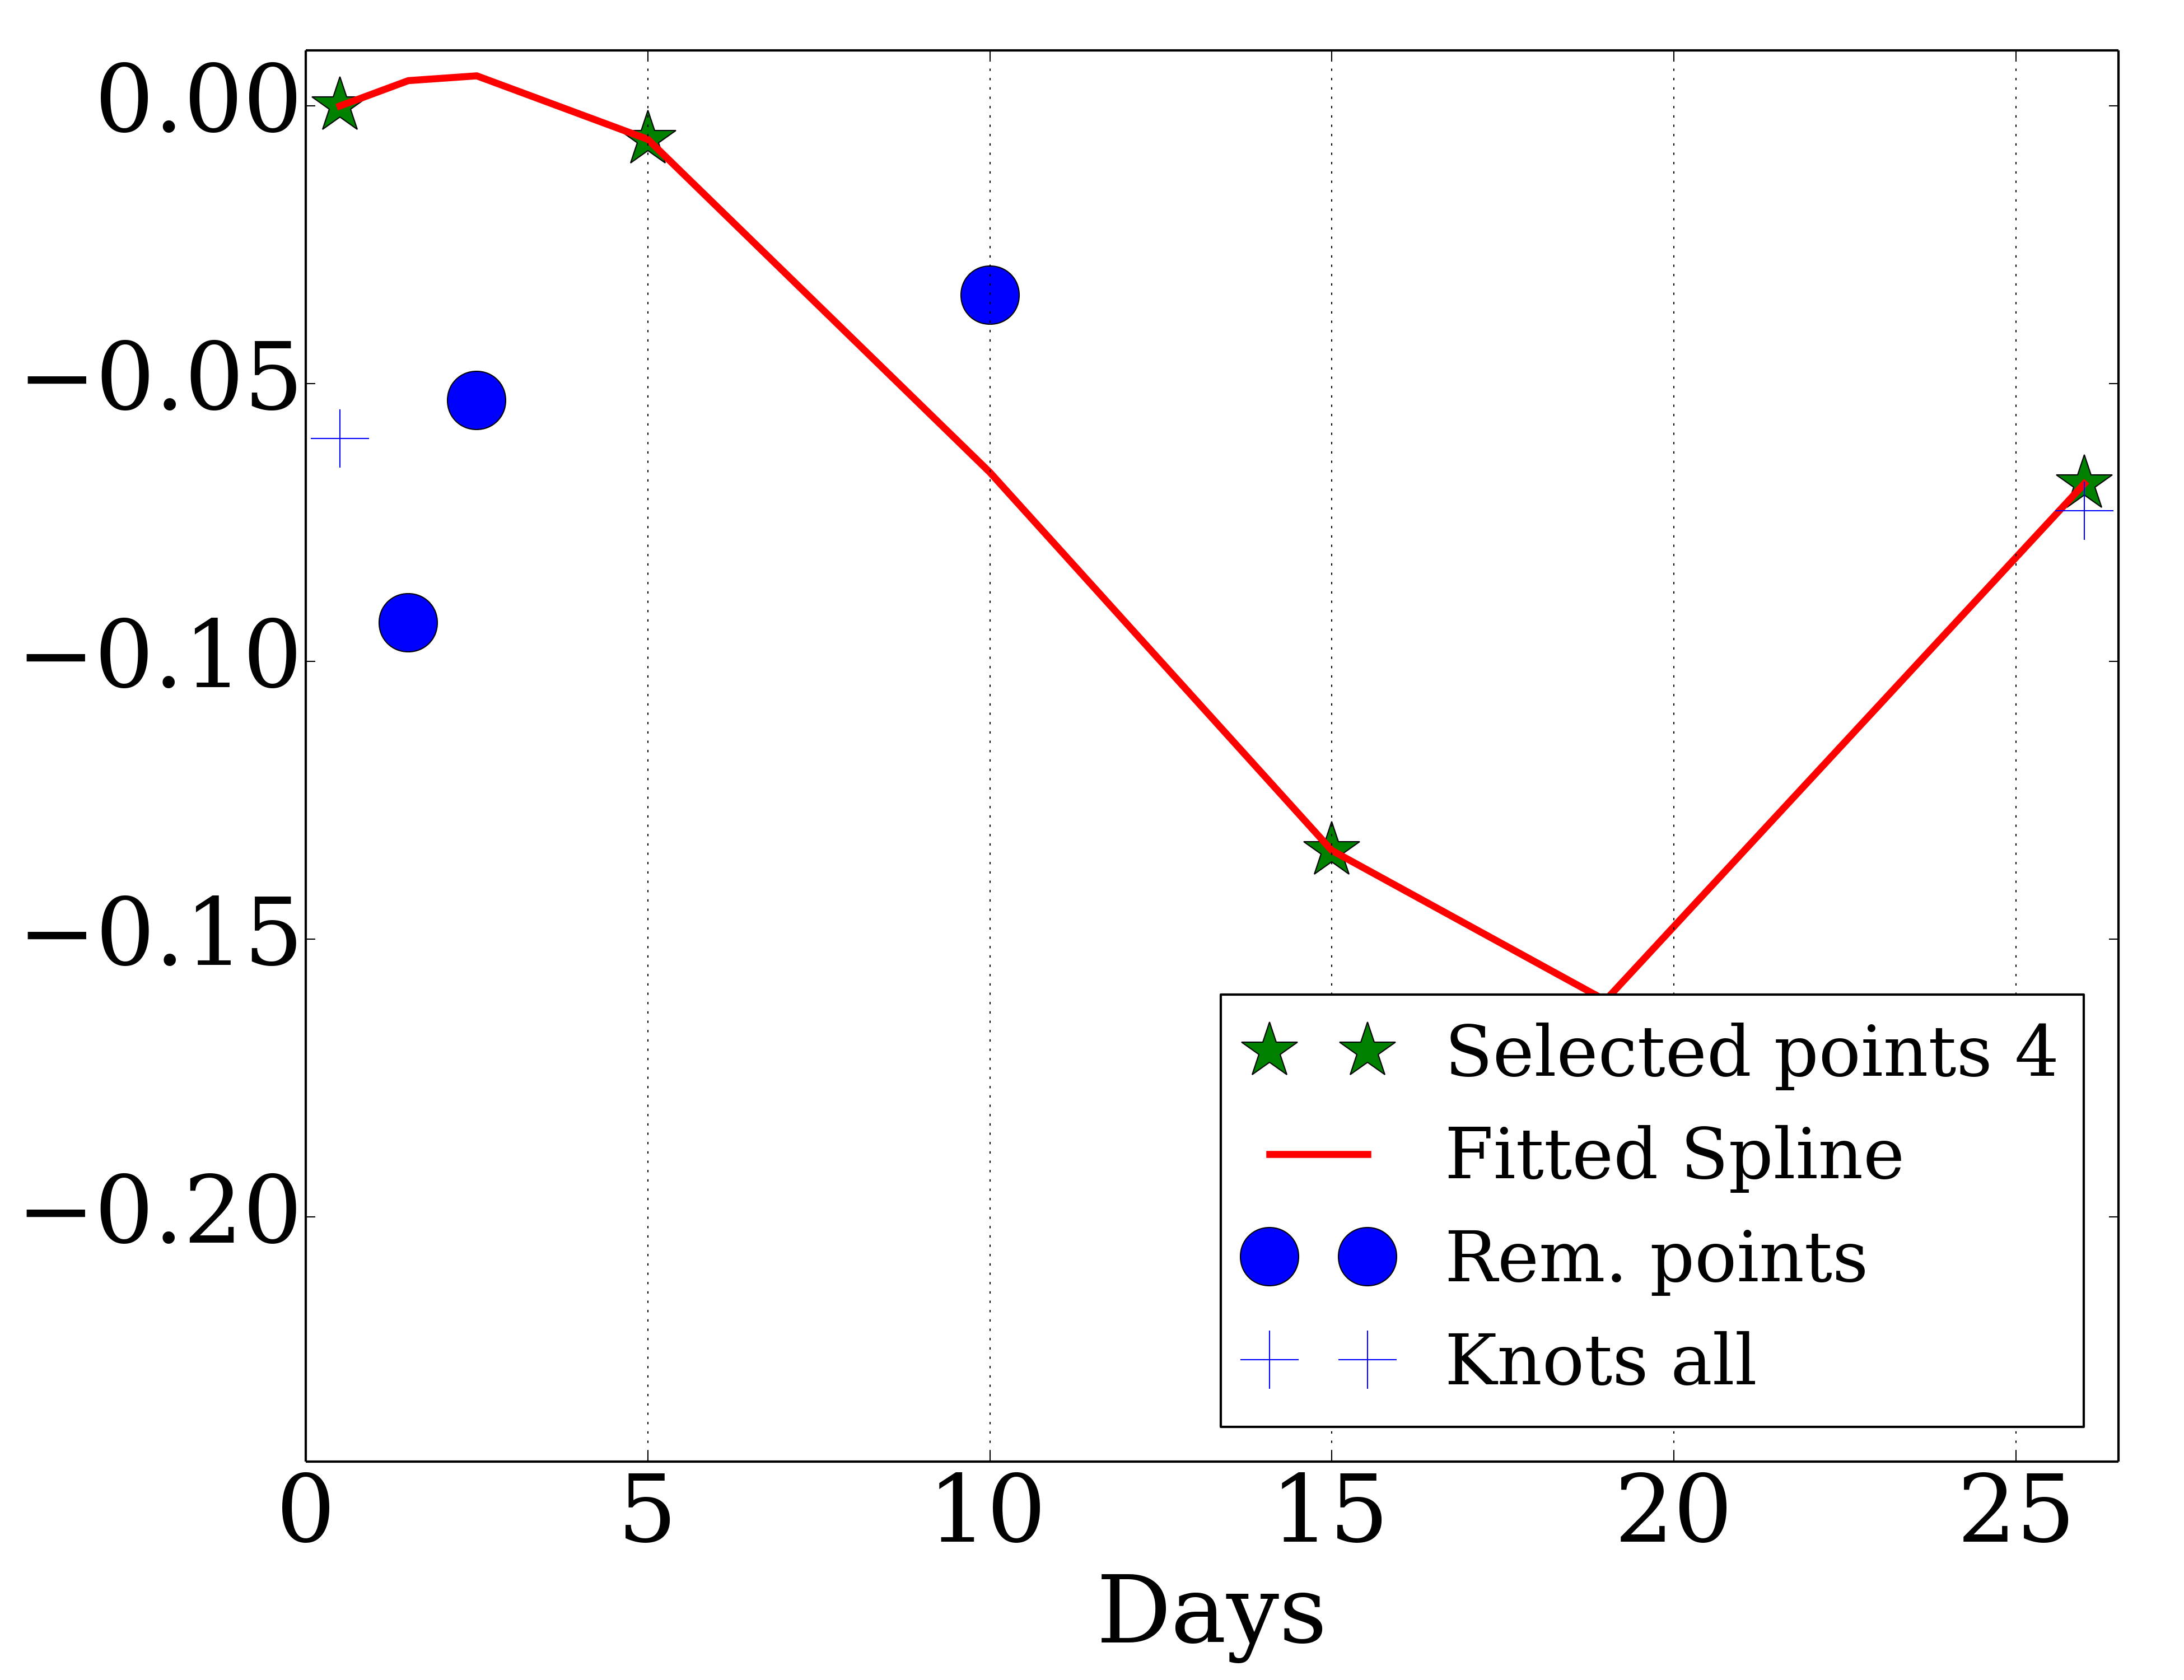 0.00
−0.05
−0.10
−0.15
−0.20
Selected points 4
Fitted Spline
Rem. points
Knots all
0 5 10 15 20 25
Days